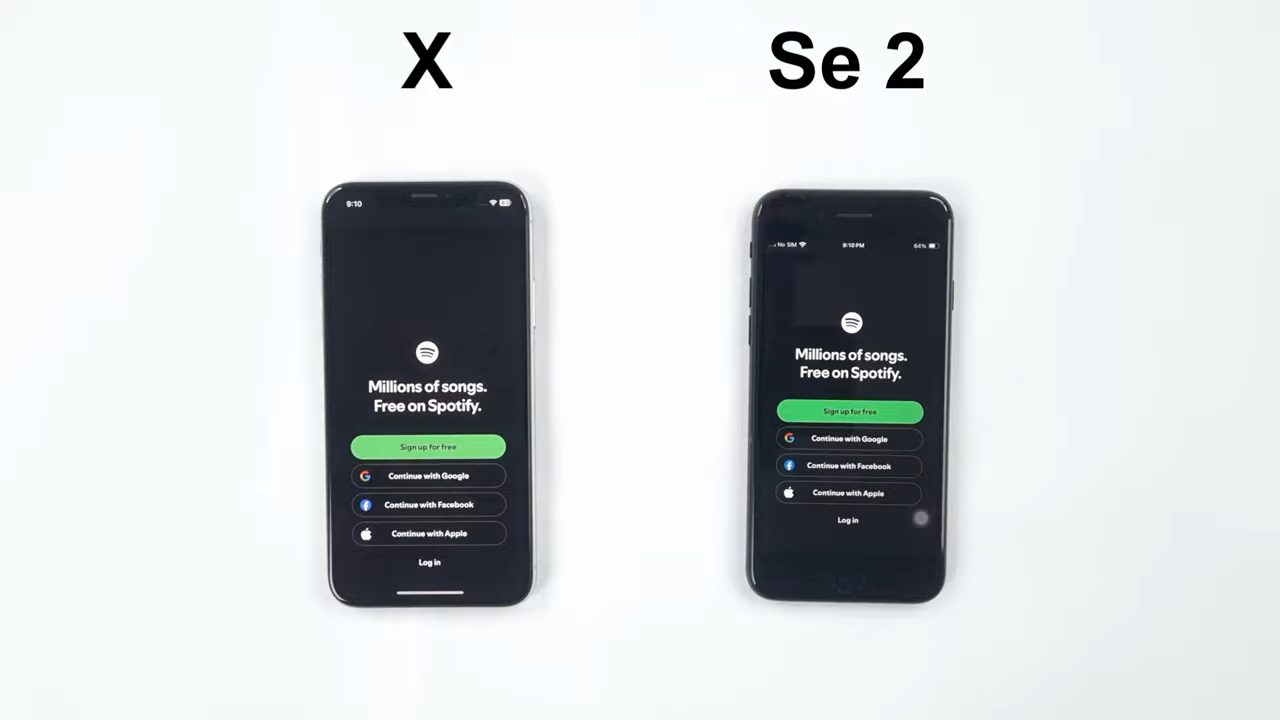 X
Se 2
9:10
Millions of songs.
Free on Spotify.
Sign up for free
Continue with Google
Continue with Facebook
Continue with Apple
Log in
No SIM
9:10 PM
64%
Millions of songs.
Free on Spotify.
Sign up for free
Continue with Google
Continue with Facebook
Continue with Apple
Log in